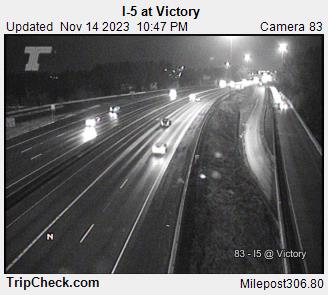 I-5 at Victory
Updated Nov 14 2023 10:47 PM Camera 83
T
N
83 - I5 @ Victory
TripCheck.com Milepost306.80